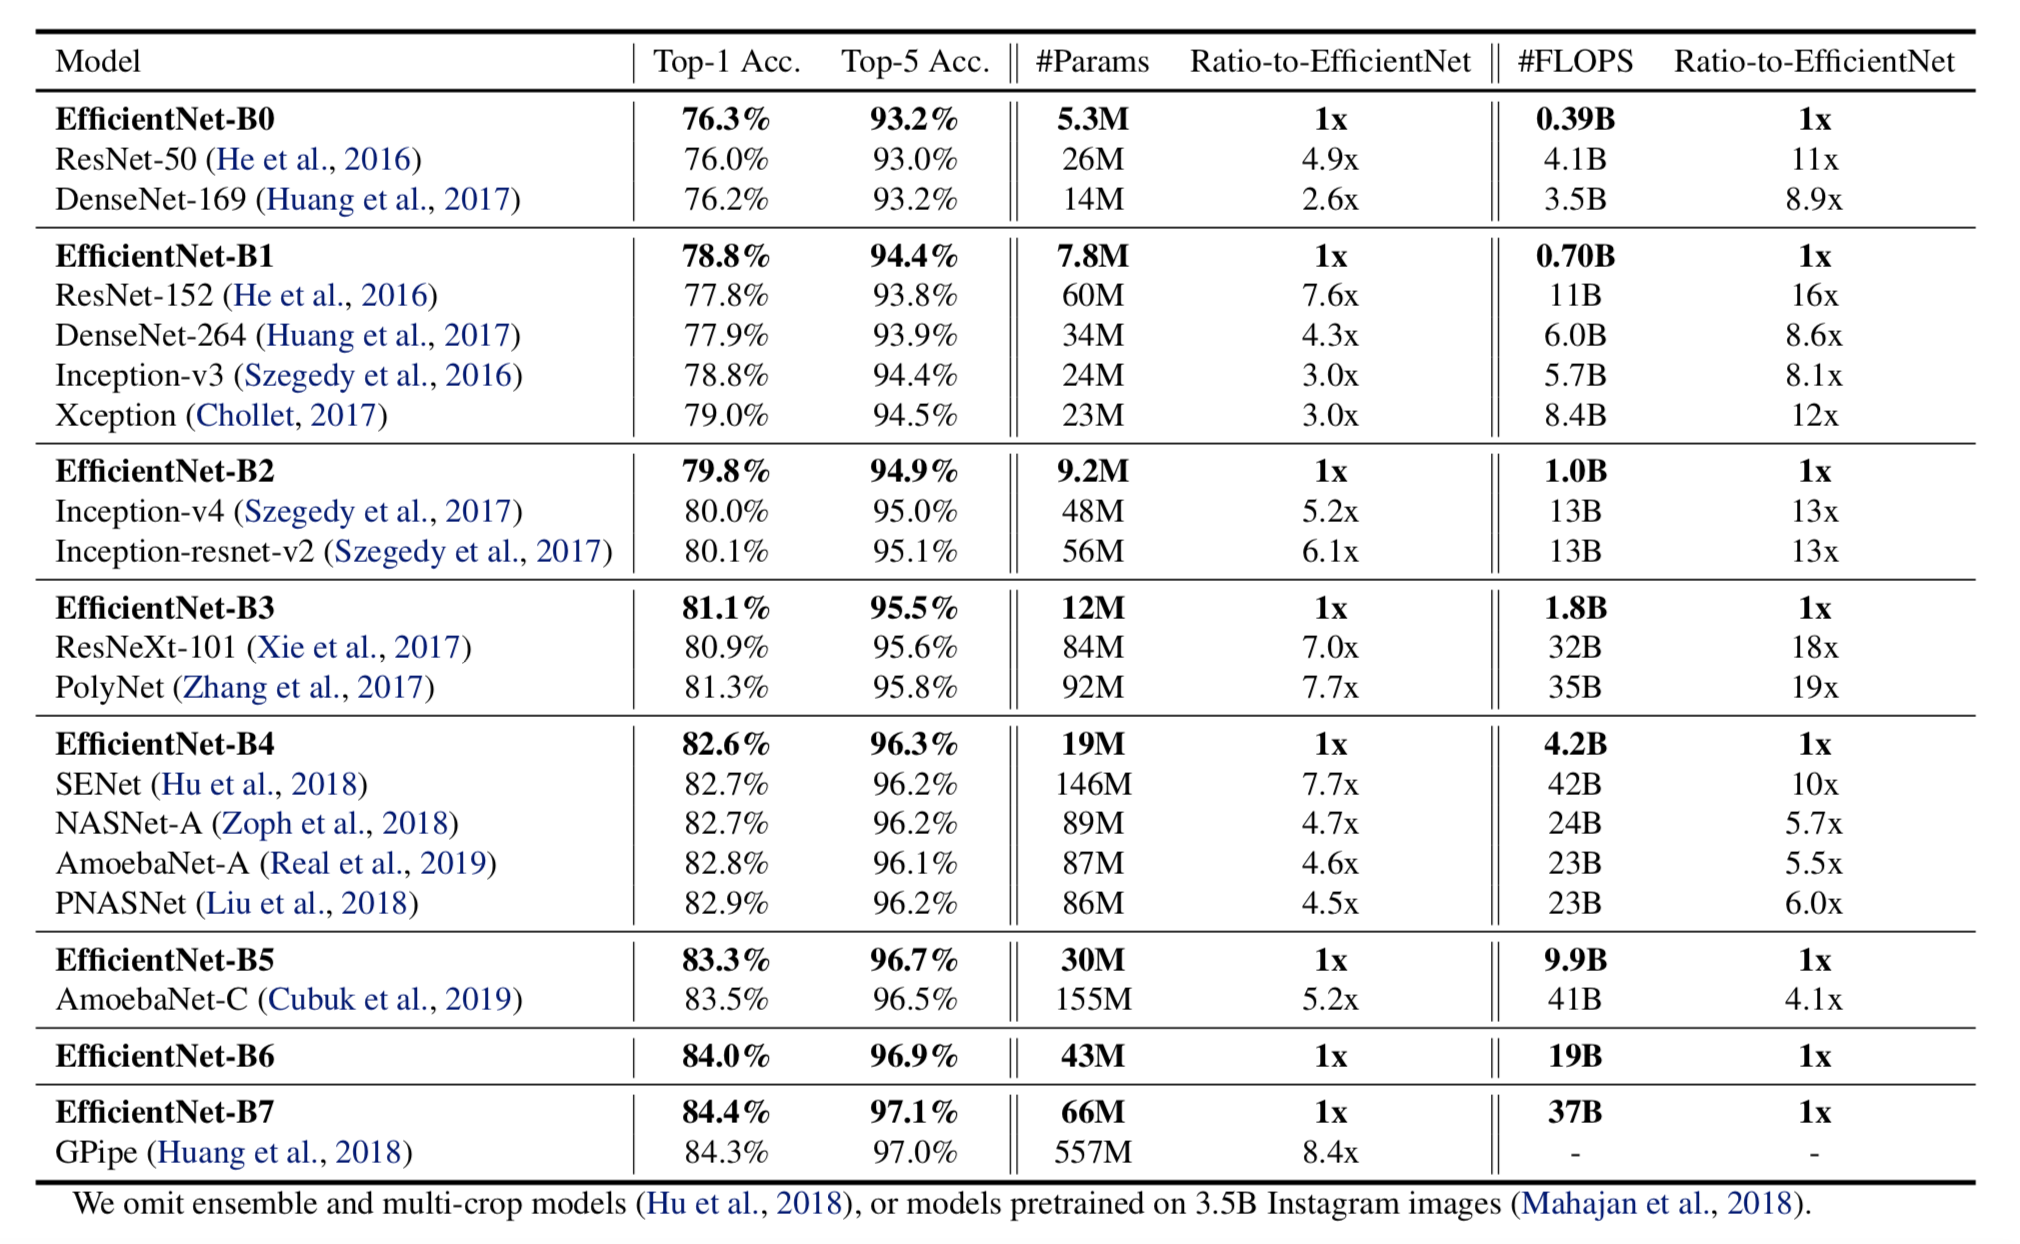 Model Top-1 Acc. Top-5 Acc. #Params Ratio-to-EfficientNet #FLOPS Ratio-to-EfficientNet
EfficientNet-B0 76.3% 93.2% 5.3M 1x 0.39B 1x
ResNet-50 (He et al., 2016) 76.0% 93.0% 26M 4.9x 4.1B 11x
DenseNet-169 (Huang et al., 2017) 76.2% 93.2% 14M 2.6x 3.5B 8.9x
EfficientNet-B1 78.8% 94.4% 7.8M 1x 0.70B 1x
ResNet-152 (He et al., 2016) 77.8% 93.8% 60M 7.6x 11B 16x
DenseNet-264 (Huang et al., 2017) 77.9% 93.9% 34M 4.3x 6.0B 8.6x
Inception-v3 (Szegedy et al., 2016) 78.8% 94.4% 24M 3.0x 5.7B 8.1x
Xception (Chollet, 2017) 79.0% 94.5% 23M 3.0x 8.4B 12x
EfficientNet-B2 79.8% 94.9% 9.2M 1x 1.0B 1x
Inception-v4 (Szegedy et al., 2017) 80.0% 95.0% 48M 5.2x 13B 13x
Inception-resnet-v2 (Szegedy et al., 2017) 80.1% 95.1% 56M 6.1x 13B 13x
EfficientNet-B3 81.1% 95.5% 12M 1x 1.8B 1x
ResNeXt-101 (Xie et al., 2017) 80.9% 95.6% 84M 7.0x 32B 18x
PolyNet (Zhang et al., 2017) 81.3% 95.8% 92M 7.7x 35B 19x
EfficientNet-B4 82.6% 96.3% 19M 1x 4.2B 1x
SENet (Hu et al., 2018) 82.7% 96.2% 146M 7.7x 42B 10x
NASNet-A (Zoph et al., 2018) 82.7% 96.2% 89M 4.7x 24B 5.7x
AmoebaNet-A (Real et al., 2019) 82.8% 96.1% 87M 4.6x 23B 5.5x
PNASNet (Liu et al., 2018) 82.9% 96.2% 86M 4.5x 23B 6.0x
EfficientNet-B5 83.3% 96.7% 30M 1x 9.9B 1x
AmoebaNet-C (Cubuk et al., 2019) 83.5% 96.5% 155M 5.2x 41B 4.1x
EfficientNet-B6 84.0% 96.9% 43M 1x 19B 1x
EfficientNet-B7 84.4% 97.1% 66M 1x 37B 1x
GPipe (Huang et al., 2018) 84.3% 97.0% 557M 8.4x - -
We omit ensemble and multi-crop models (Hu et al., 2018), or models pretrained on 3.5B Instagram images (Mahajan et al., 2018).